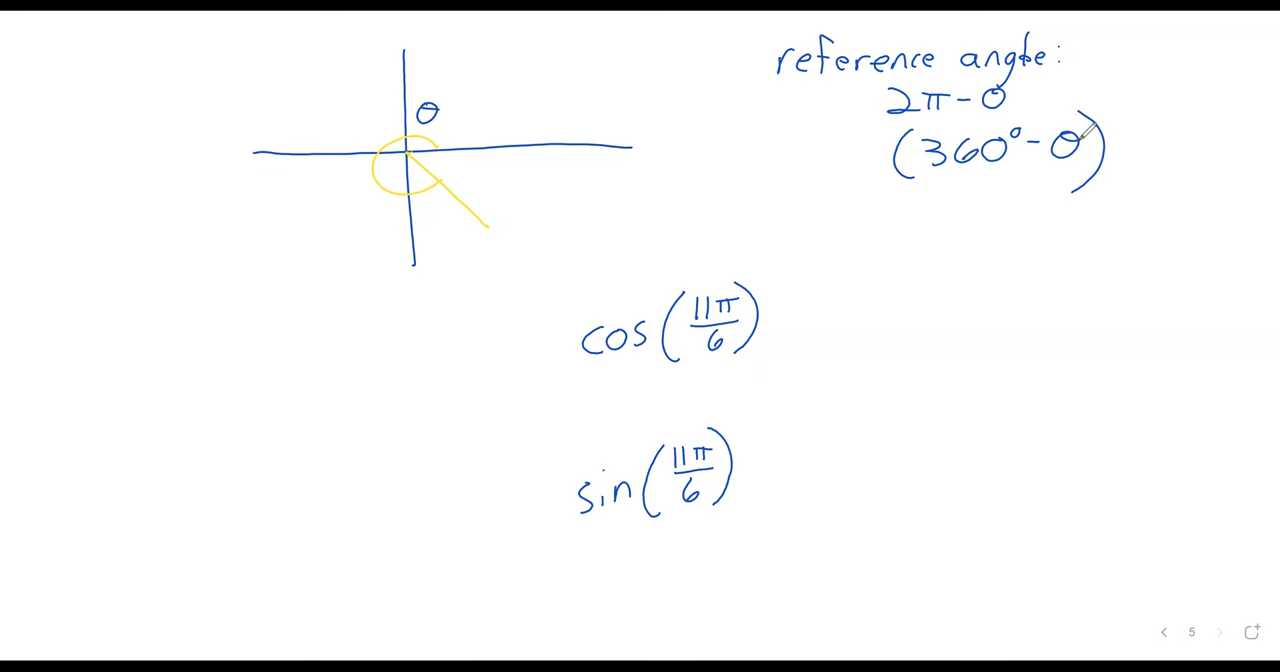 θ
reference angle:
2π - θ
(360° - θ)
cos(11π/6)
sin(11π/6)
5